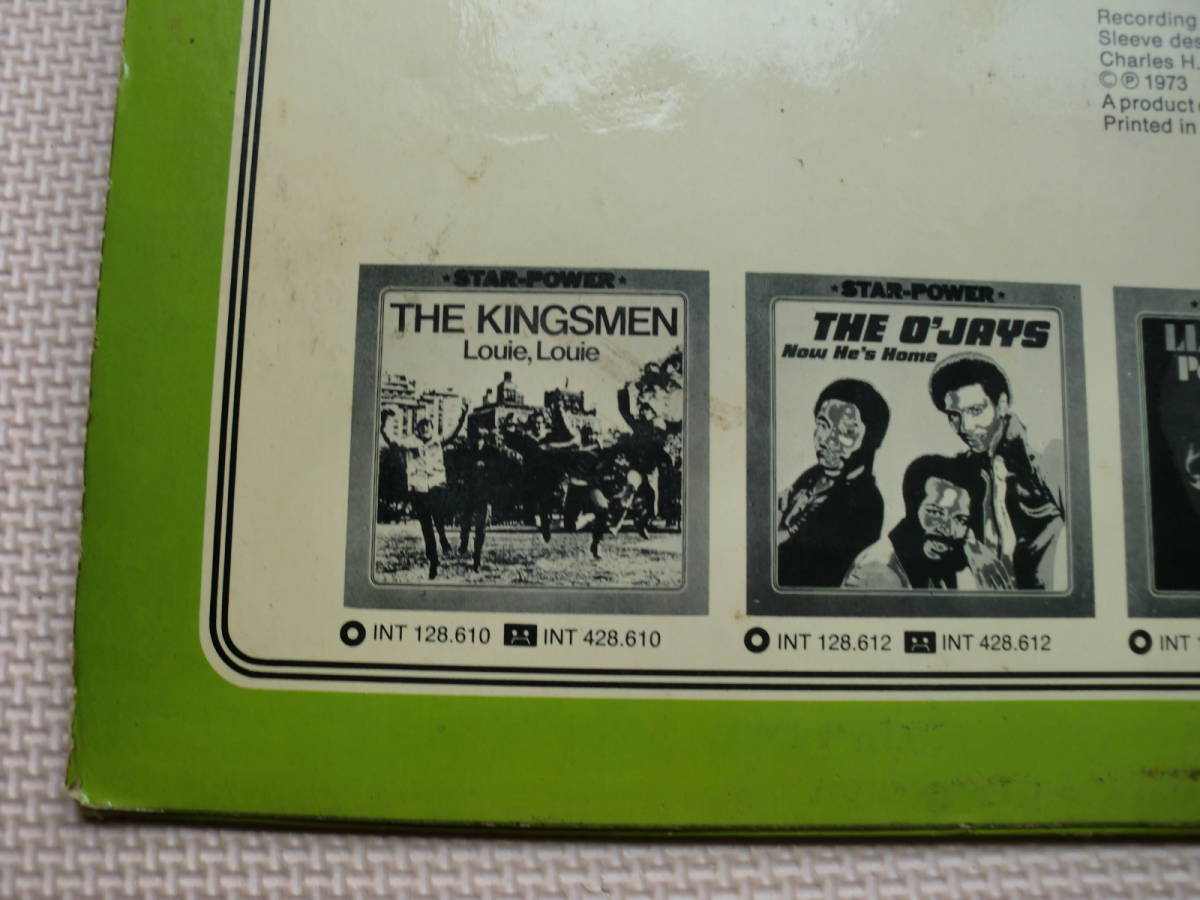 Recording
Sleeve des
Charles H.
©℗ 1973
A product
Printed in
★STAR-POWER★
THE KINGSMEN
Louie, Louie
INT 128.610 INT 428.610
★STAR-POWER★
THE O'JAYS
Now He's Home
INT 128.612 INT 428.612
INT 1